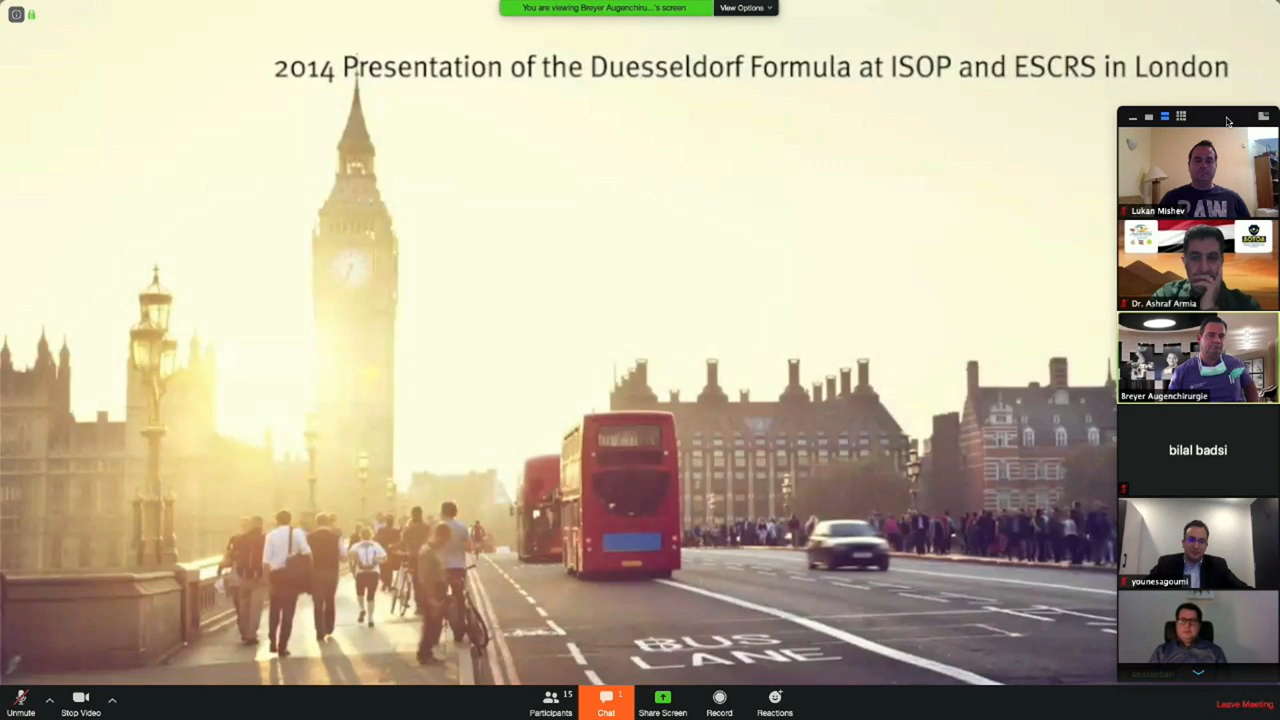 You are viewing Breyer Augenchiru...'s screen
View Options
2014 Presentation of the Duesseldorf Formula at ISOP and ESCRS in London
RAW
Lukan Mishev
Dr. Ashraf Armia
Breyer Augenchirurgie
bilal badsi
younesagoumi
BUS
LANE
Unmute
Stop Video
15
Participants
1
Chat
Share Screen
Record
Reactions
Leave Meeting